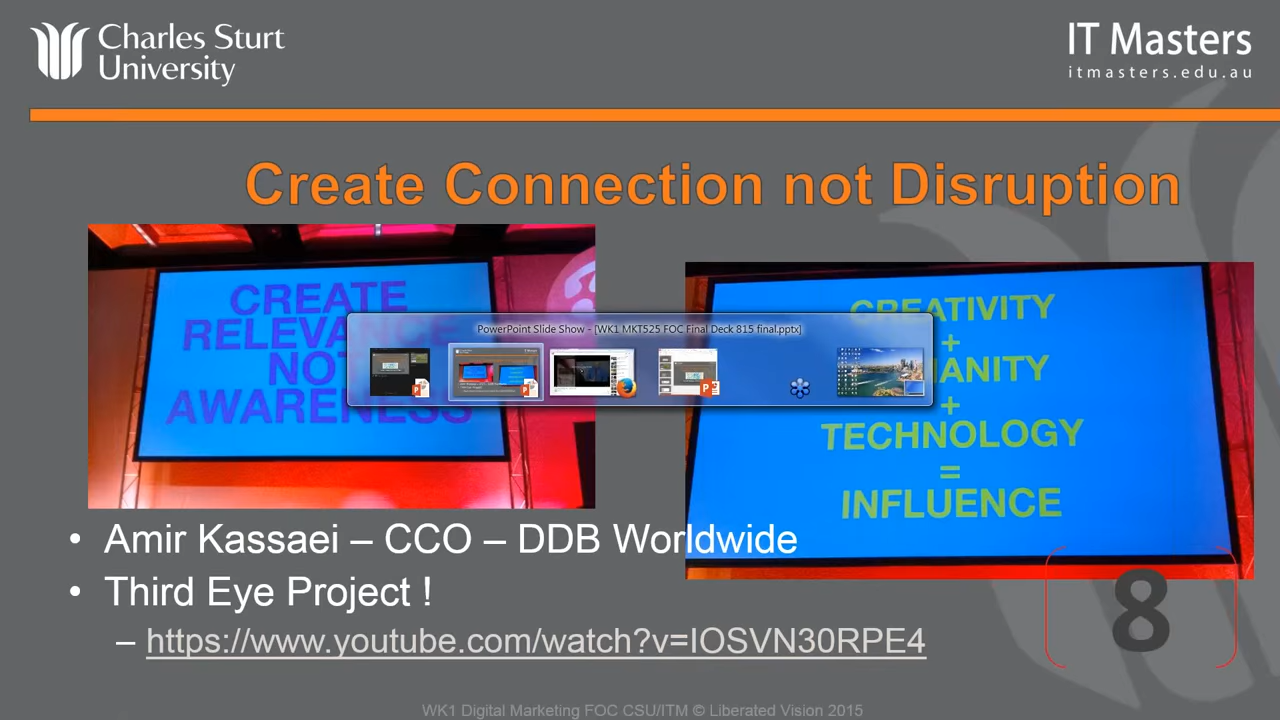 Charles Sturt
University
IT Masters
itmasters.edu.au
Create Connection not Disruption
CREATE
NOT
AWARENESS
CREATIVITY
+
+
TECHNOLOGY
=
INFLUENCE
PowerPoint Slide Show - [WK1 MKT525 FOC Final Deck 815 final.pptx]
• Amir Kassaei – CCO – DDB Worldwide
• Third Eye Project !
– https://www.youtube.com/watch?v=IOSVN30RPE4
8
WK1 Digital Marketing FOC CSU/ITM © Liberated Vision 2015